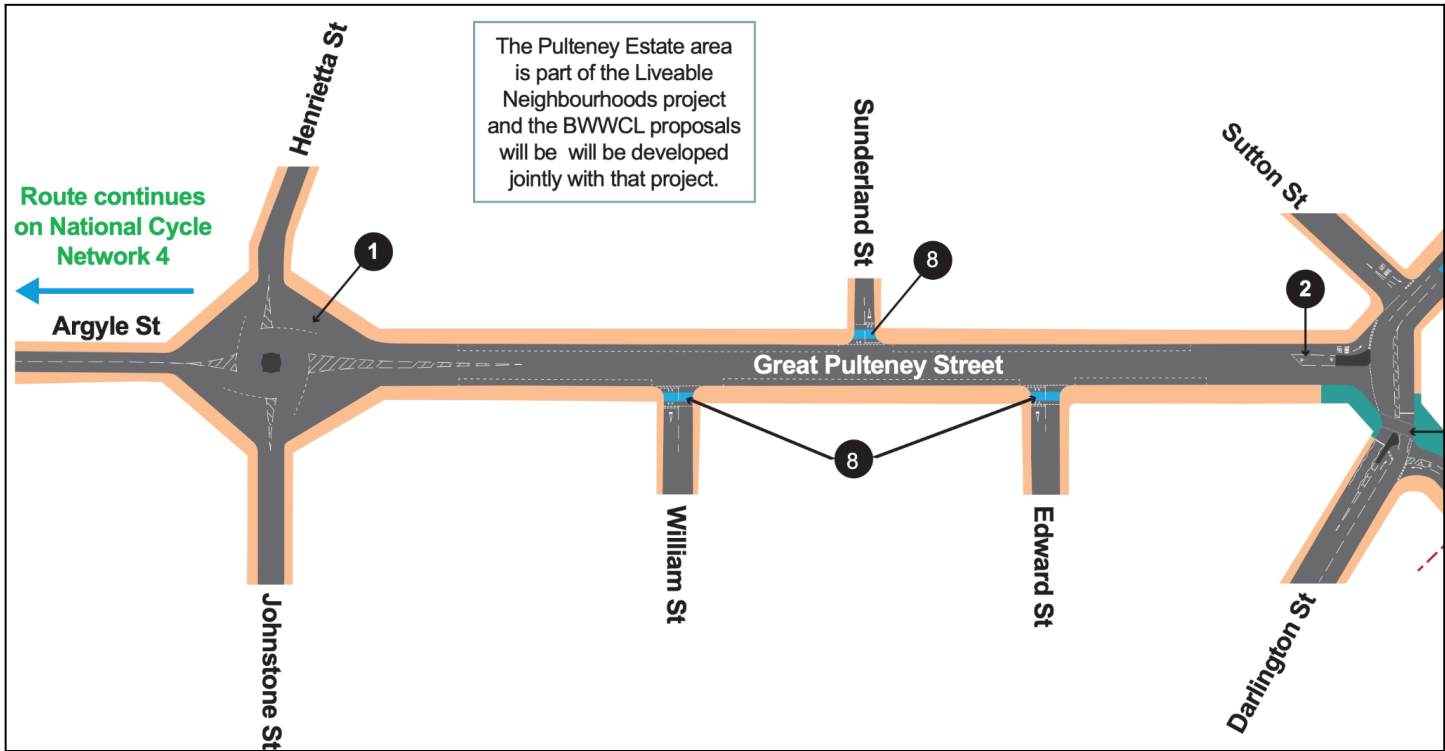 Henrietta St
The Pulteney Estate area
is part of the Liveable
Neighbourhoods project
and the BWWCL proposals
will be  will be developed
jointly with that project.
Sunderland St
Sutton St
Route continues
on National Cycle
Network 4
1
8
2
Argyle St
Great Pulteney Street
8
William St
Edward St
Johnstone St
Darlington St